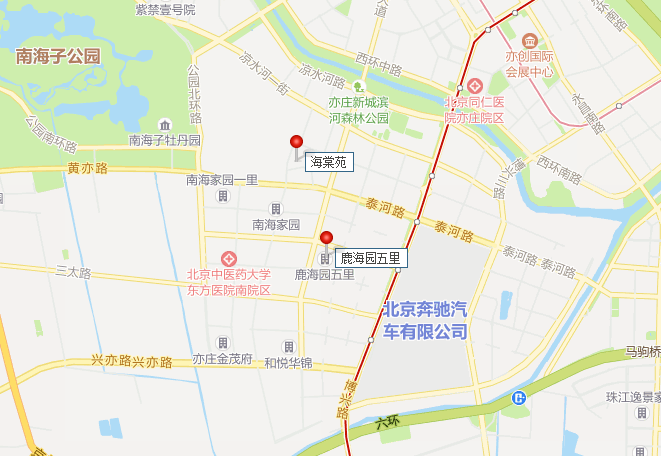 紫禁壹号院
大道
南海子公园
公园北环路
凉水河一街
凉水河路
西环中路
亦创国际
会展中心
永昌南路
亦庄新城滨
河森林公园
北京同仁医
院亦庄院区
公园南环路
南海子牡丹园
海棠苑
西环南路
黄亦路
南海家园一里
泰河路
南海家园
泰河路
泰河路
泰河路
鹿海园五里
三太路
北京中医药大学
东方医院南院区
鹿海园五里
北京奔驰汽
车有限公司
兴亦路
兴亦路
亦庄金茂府
和悦华锦
马驹桥
博兴路
珠江逸景家
六环